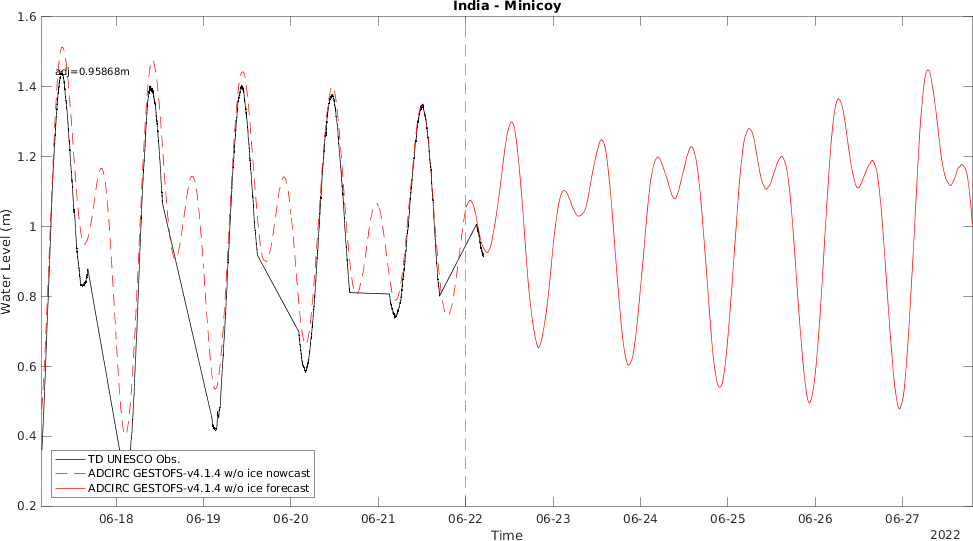 India - Minicoy
1.6
1.4
1.2
1
0.8
0.6
0.4
0.2
Water Level (m)
adj=0.95868m
TD UNESCO Obs.
ADCIRC GESTOFS-v4.1.4 w/o ice nowcast
ADCIRC GESTOFS-v4.1.4 w/o ice forecast
06-18 06-19 06-20 06-21 06-22 06-23 06-24 06-25 06-26 06-27
Time
2022